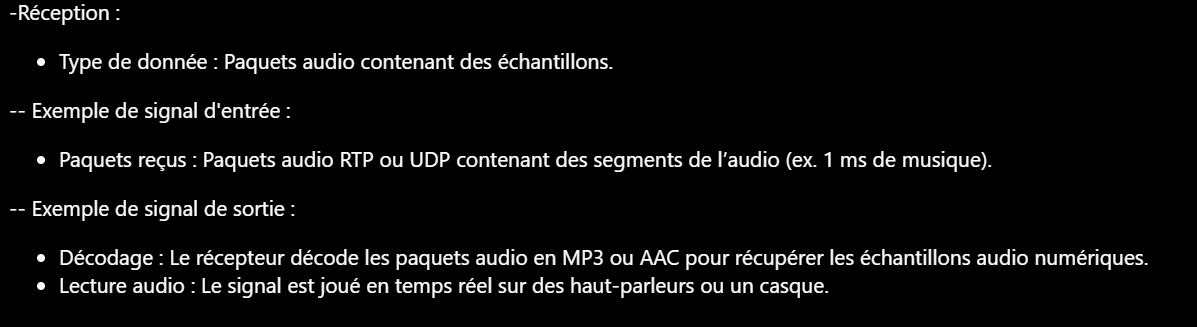 -Réception :
• Type de donnée : Paquets audio contenant des échantillons.
-- Exemple de signal d'entrée :
• Paquets reçus : Paquets audio RTP ou UDP contenant des segments de l’audio (ex. 1 ms de musique).
-- Exemple de signal de sortie :
• Décodage : Le récepteur décode les paquets audio en MP3 ou AAC pour récupérer les échantillons audio numériques.
• Lecture audio : Le signal est joué en temps réel sur des haut-parleurs ou un casque.